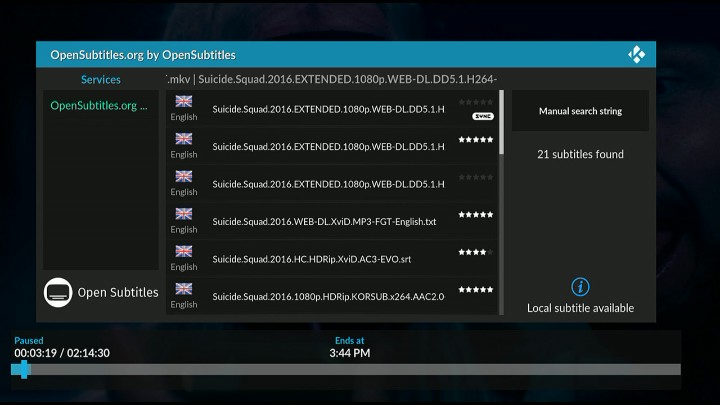 OpenSubtitles.org by OpenSubtitles
Services
OpenSubtitles.org ...
Open Subtitles
.mkv | Suicide.Squad.2016.EXTENDED.1080p.WEB-DL.DD5.1.H264-
English
Suicide.Squad.2016.EXTENDED.1080p.WEB-DL.DD5.1.H
SYNC
English
Suicide.Squad.2016.EXTENDED.1080p.WEB-DL.DD5.1.H
English
Suicide.Squad.2016.EXTENDED.1080p.WEB-DL.DD5.1.H
English
Suicide.Squad.2016.WEB-DL.XviD.MP3-FGT-English.txt
English
Suicide.Squad.2016.HC.HDRip.XviD.AC3-EVO.srt
English
Suicide.Squad.2016.1080p.HDRip.KORSUB.x264.AAC2.0
Manual search string
21 subtitles found
Local subtitle available
Paused
00:03:19 / 02:14:30
Ends at
3:44 PM